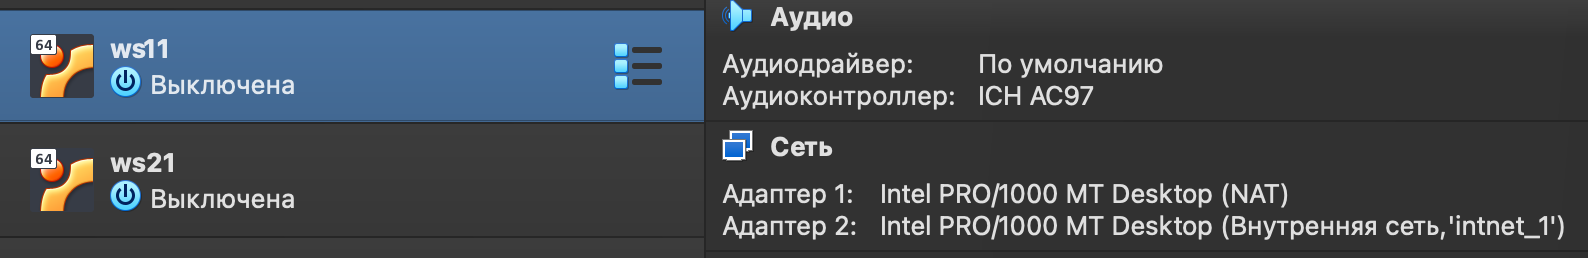 64
ws11
Выключена
64
ws21
Выключена
Аудио
Аудиодрайвер: По умолчанию
Аудиоконтроллер: ICH AC97
Сеть
Адаптер 1: Intel PRO/1000 MT Desktop (NAT)
Адаптер 2: Intel PRO/1000 MT Desktop (Внутренняя сеть,'intnet_1')